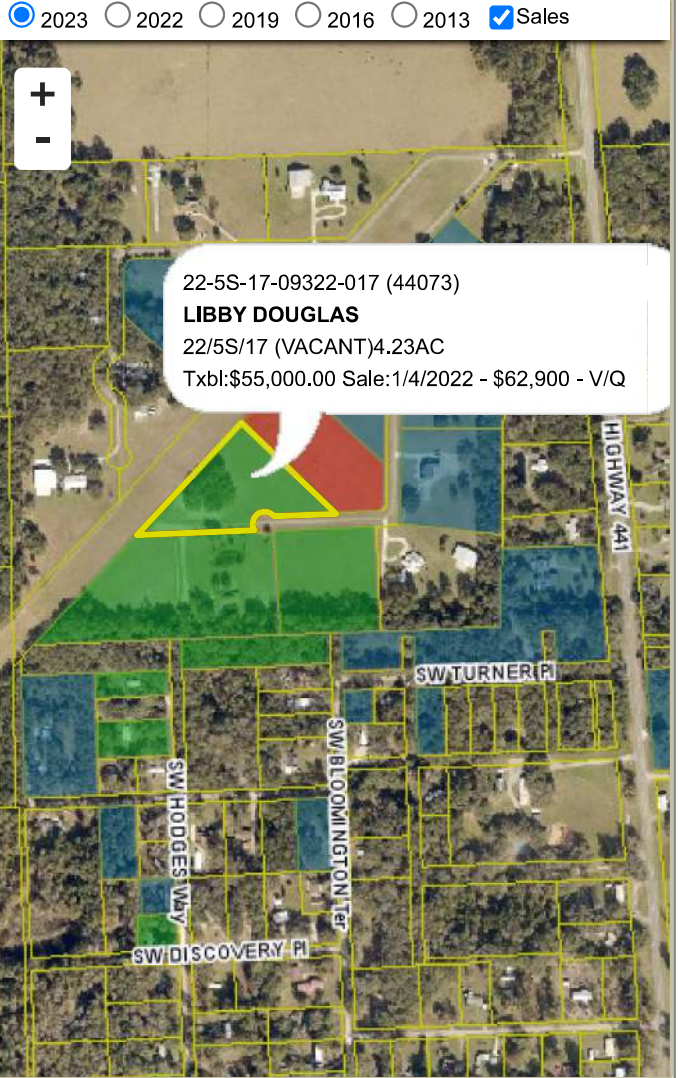 2023 2022 2019 2016 2013 Sales
+
-
22-5S-17-09322-017 (44073)
LIBBY DOUGLAS
22/5S/17 (VACANT)4.23AC
Txbl:$55,000.00 Sale:1/4/2022 - $62,900 - V/Q
HIGHWAY 441
SW TURNER Pl
SW BLOOMINGTON Ter
SW HODGES Way
SW DISCOVERY Pl